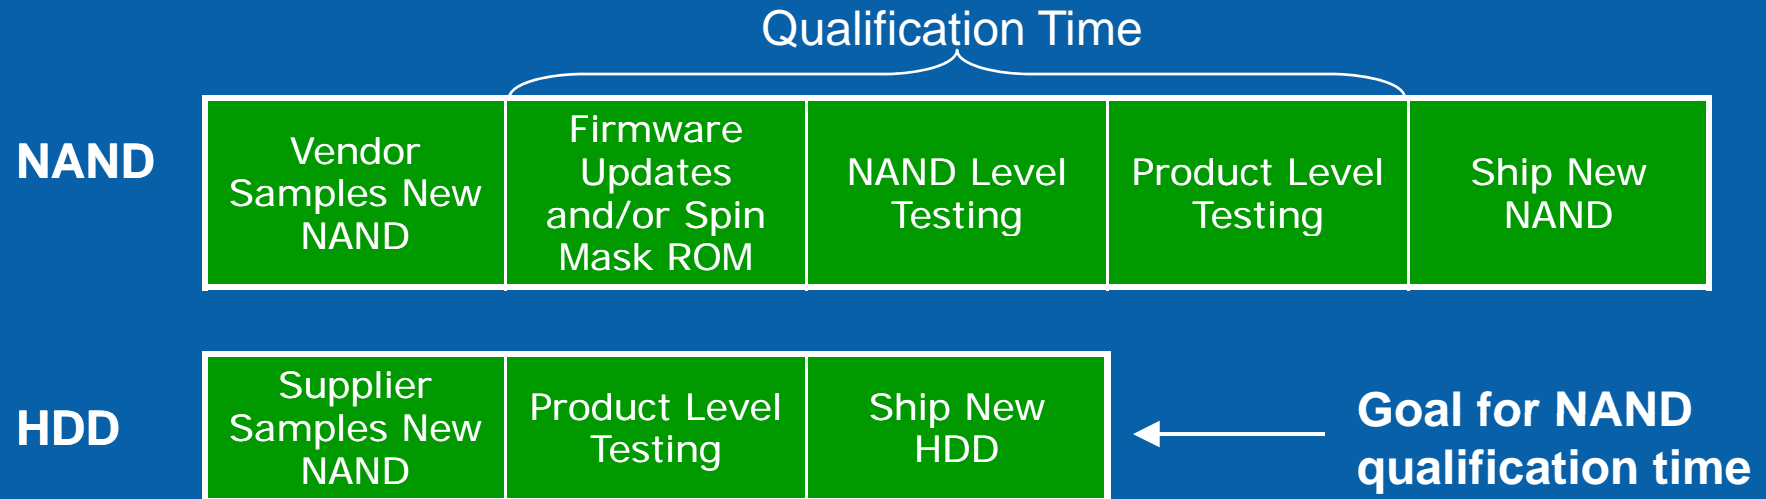 Qualification Time
NAND
Vendor
Samples New
NAND
Firmware
Updates
and/or Spin
Mask ROM
NAND Level
Testing
Product Level
Testing
Ship New
NAND
HDD
Supplier
Samples New
NAND
Product Level
Testing
Ship New
HDD
Goal for NAND
qualification time